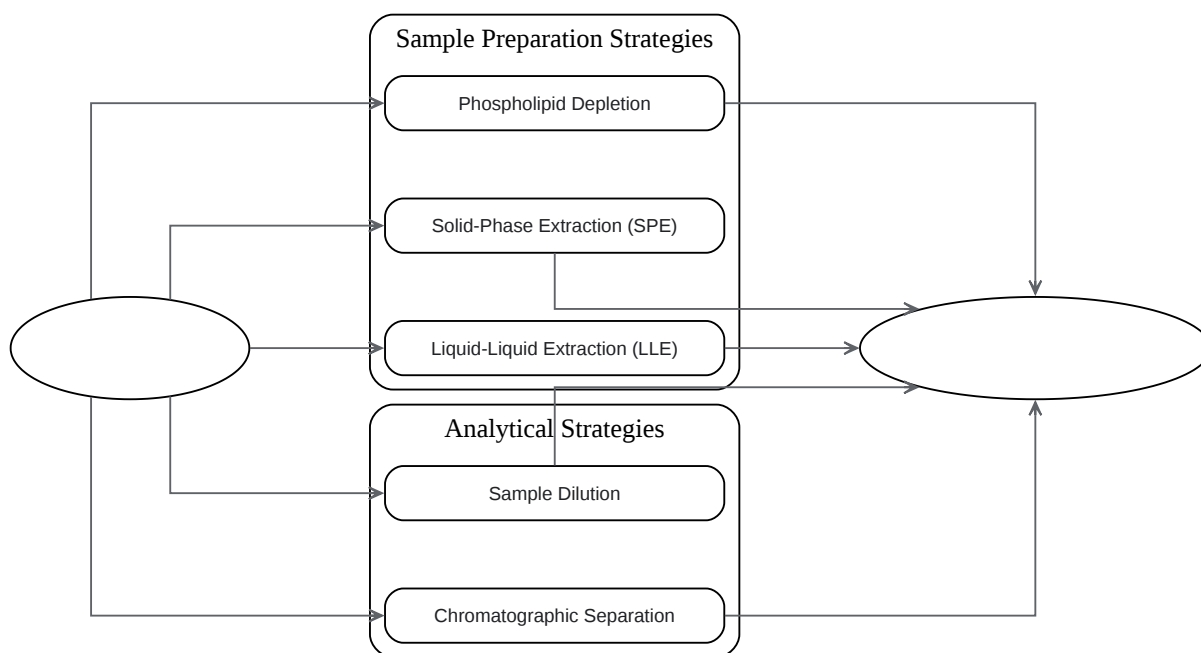 Sample Preparation Strategies
Phospholipid Depletion
Solid-Phase Extraction (SPE)
Liquid-Liquid Extraction (LLE)
Analytical Strategies
Sample Dilution
Chromatographic Separation